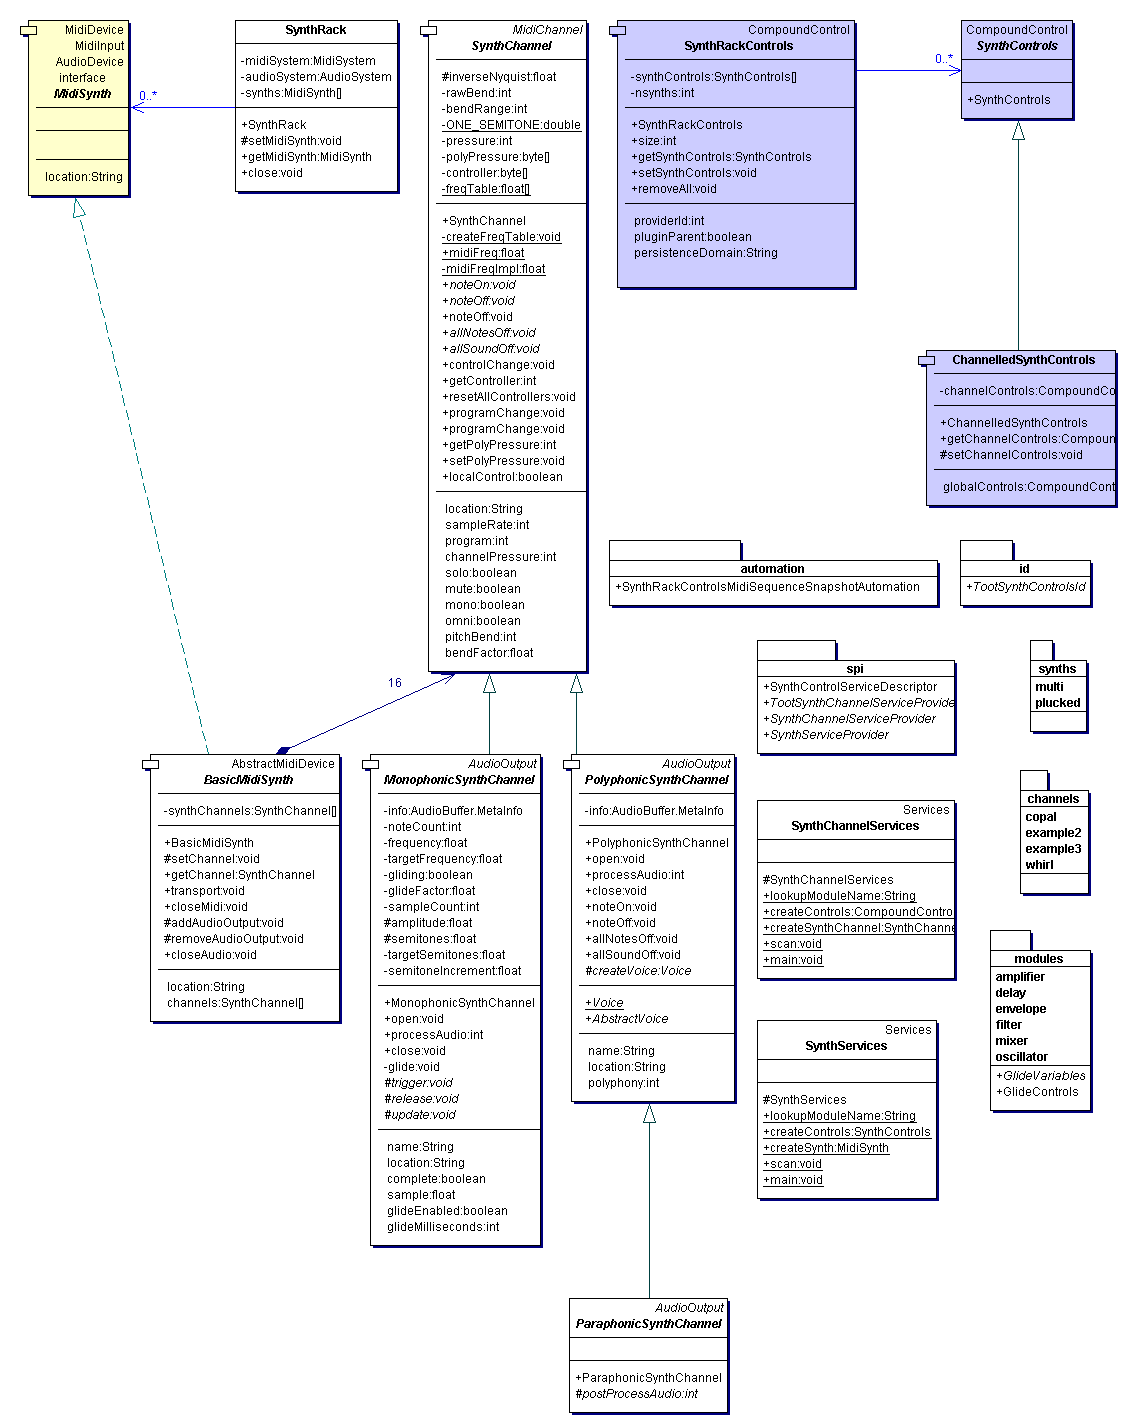 MidiDevice
MidiInput
AudioDevice
interface
MidiSynth
location:String
0..*
SynthRack
-midiSystem:MidiSystem
-audioSystem:AudioSystem
-synths:MidiSynth[]
+SynthRack
#setMidiSynth:void
+getMidiSynth:MidiSynth
+close:void
MidiChannel
SynthChannel
#inverseNyquist:float
-rawBend:int
-bendRange:int
-ONE_SEMITONE:double
-pressure:int
-polyPressure:byte[]
-controller:byte[]
-freqTable:float[]
+SynthChannel
-createFreqTable:void
+midiFreq:float
-midiFreqImpl:float
+noteOn:void
+noteOff:void
+noteOff:void
+allNotesOff:void
+allSoundOff:void
+controlChange:void
+getController:int
+resetAllControllers:void
+programChange:void
+programChange:void
+getPolyPressure:int
+setPolyPressure:void
+localControl:boolean
location:String
sampleRate:int
program:int
channelPressure:int
solo:boolean
mute:boolean
mono:boolean
omni:boolean
pitchBend:int
bendFactor:float
CompoundControl
SynthRackControls
-synthControls:SynthControls[]
-nsynths:int
+SynthRackControls
+size:int
+getSynthControls:SynthControls
+setSynthControls:void
+removeAll:void
providerId:int
pluginParent:boolean
persistenceDomain:String
0..*
CompoundControl
SynthControls
+SynthControls
ChannelledSynthControls
-channelControls:CompoundCo
+ChannelledSynthControls
+getChannelControls:Compoun
#setChannelControls:void
globalControls:CompoundCont
automation
+SynthRackControlsMidiSequenceSnapshotAutomation
id
+TootSynthControlsId
spi
+SynthControlServiceDescriptor
+TootSynthChannelServiceProvide
+SynthChannelServiceProvider
+SynthServiceProvider
synths
multi
plucked
16
AbstractMidiDevice
BasicMidiSynth
-synthChannels:SynthChannel[]
+BasicMidiSynth
#setChannel:void
+getChannel:SynthChannel
+transport:void
+closeMidi:void
#addAudioOutput:void
#removeAudioOutput:void
+closeAudio:void
location:String
channels:SynthChannel[]
AudioOutput
MonophonicSynthChannel
-info:AudioBuffer.MetaInfo
-noteCount:int
-frequency:float
-targetFrequency:float
-gliding:boolean
-glideFactor:float
-sampleCount:int
#amplitude:float
#semitones:float
-targetSemitones:float
-semitoneIncrement:float
+MonophonicSynthChannel
+open:void
+processAudio:int
+close:void
-glide:void
#trigger:void
#release:void
#update:void
name:String
location:String
complete:boolean
sample:float
glideEnabled:boolean
glideMilliseconds:int
AudioOutput
PolyphonicSynthChannel
-info:AudioBuffer.MetaInfo
+PolyphonicSynthChannel
+open:void
+processAudio:int
+close:void
+noteOn:void
+noteOff:void
+allNotesOff:void
+allSoundOff:void
#createVoice:Voice
+Voice
+AbstractVoice
name:String
location:String
polyphony:int
Services
SynthChannelServices
#SynthChannelServices
+lookupModuleName:String
+createControls:CompoundContro
+createSynthChannel:SynthChanne
+scan:void
+main:void
channels
copal
example2
example3
whirl
modules
amplifier
delay
envelope
filter
mixer
oscillator
+GlideVariables
+GlideControls
Services
SynthServices
#SynthServices
+lookupModuleName:String
+createControls:SynthControls
+createSynth:MidiSynth
+scan:void
+main:void
AudioOutput
ParaphonicSynthChannel
+ParaphonicSynthChannel
#postProcessAudio:int